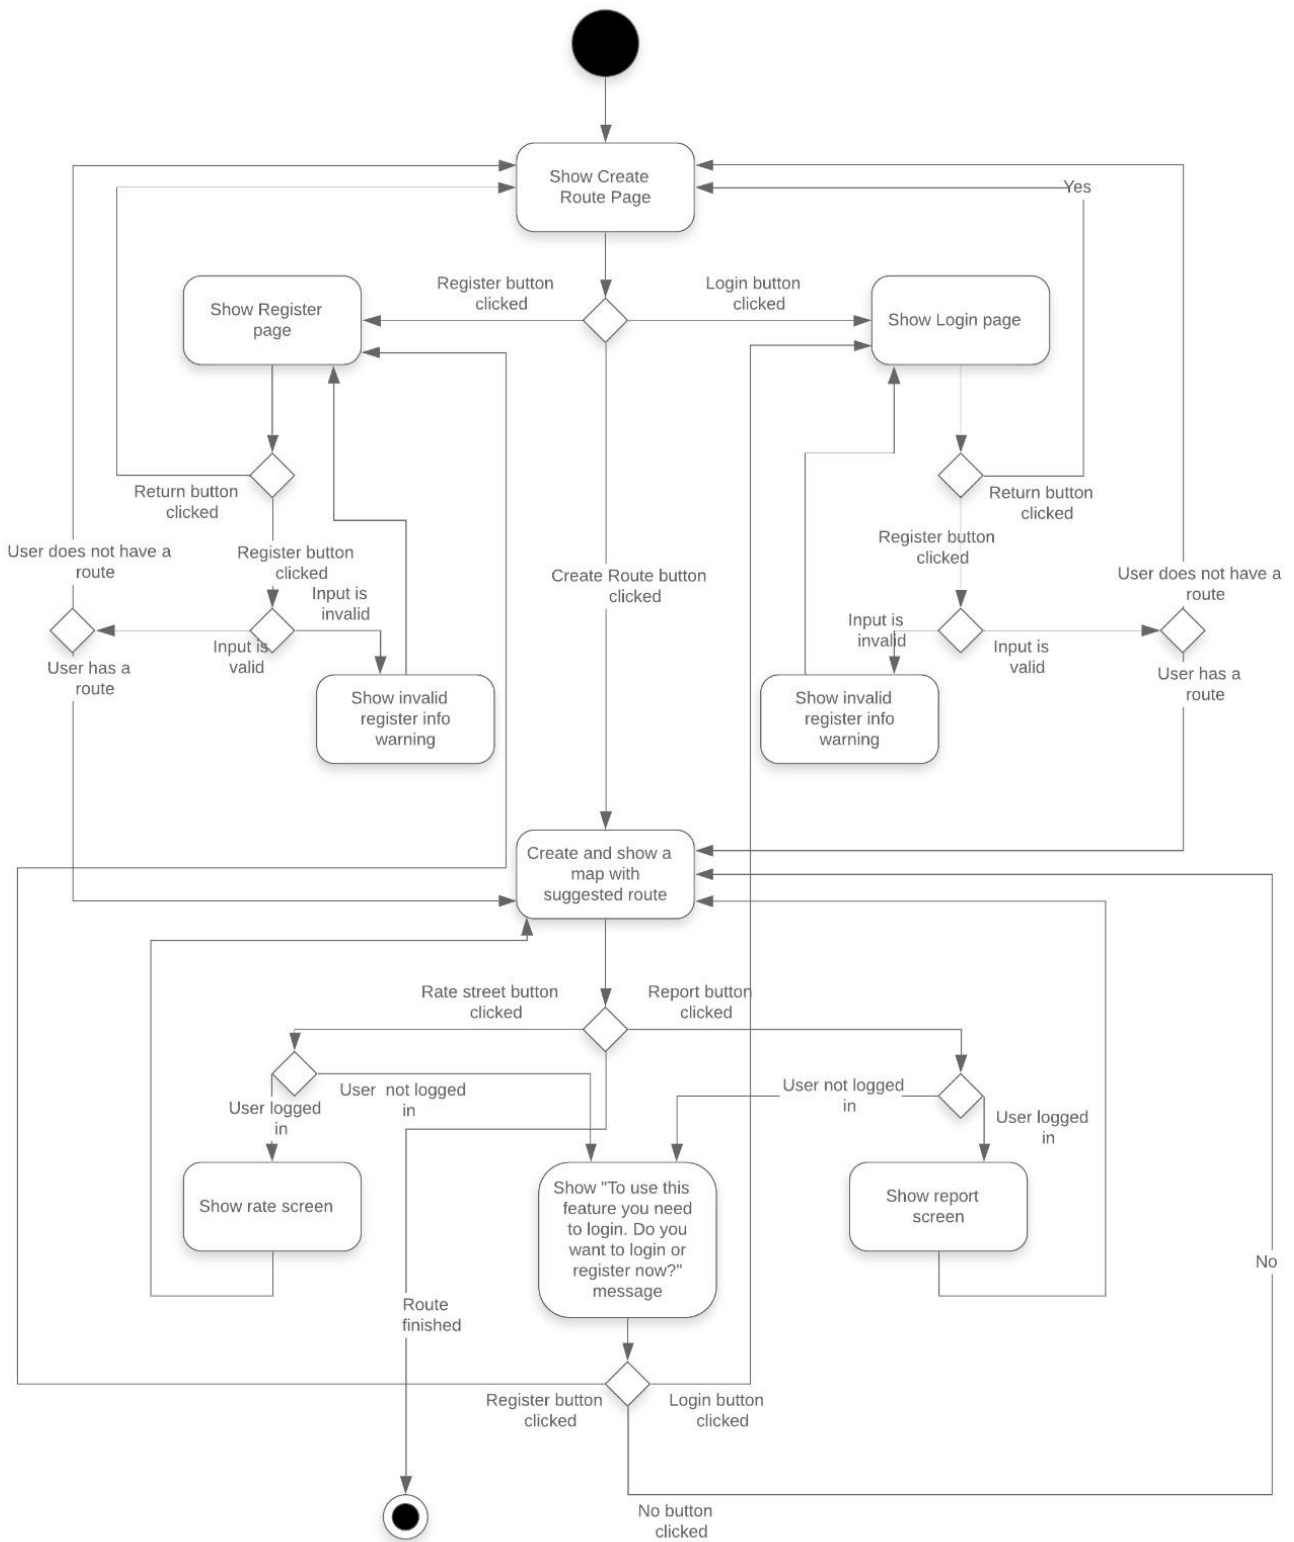 Show Create
Route Page
Yes
Register button
clicked
Login button
clicked
Show Register
page
Show Login page
Return button
clicked
Return button
clicked
User does not have a
route
Register button
clicked
Register button
clicked
Create Route button
clicked
User does not have a
route
Input is
invalid
Input is
invalid
Input is
valid
Input is
valid
User has a
route
User has a
route
Show invalid
register info
warning
Show invalid
register info
warning
Create and show a
map with
suggested route
Rate street button
clicked
Report button
clicked
User not logged
in
User not logged
in
User logged
in
User logged
in
Show rate screen
Show "To use this
feature you need
to login. Do you
want to login or
register now?"
message
Show report
screen
No
Route
finished
Register button
clicked
Login button
clicked
No button
clicked